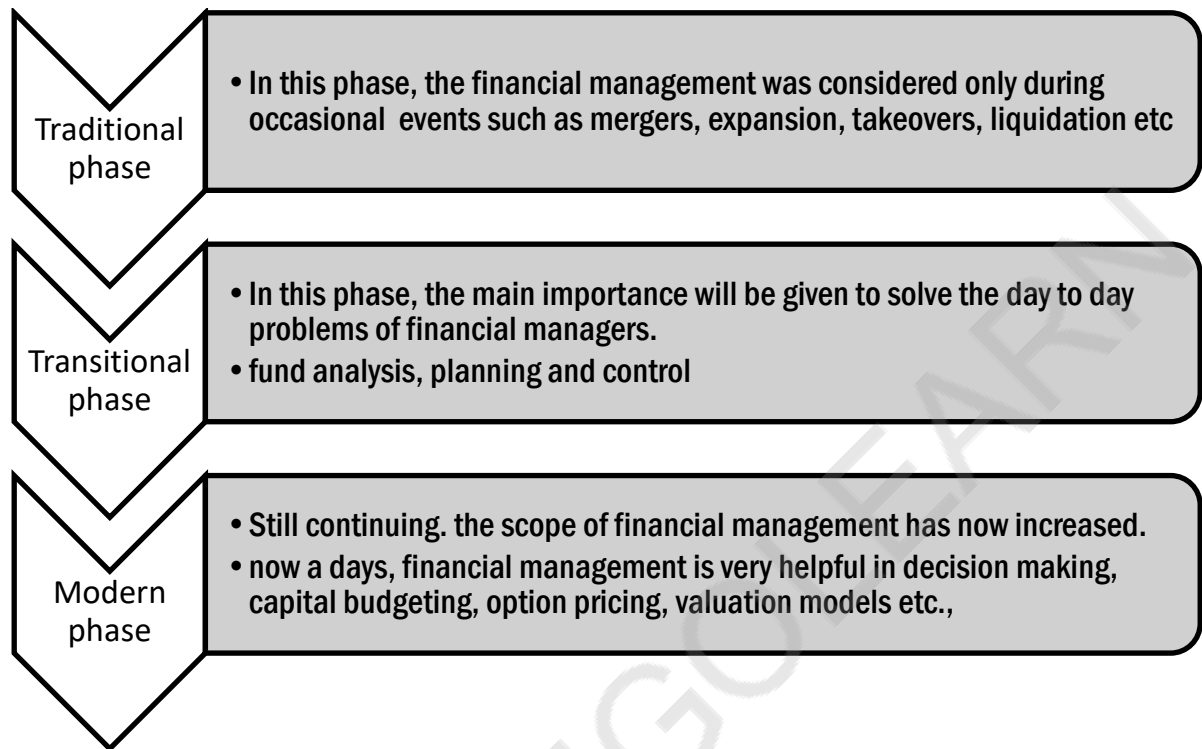 Traditional
phase
• In this phase, the financial management was considered only during
occasional events such as mergers, expansion, takeovers, liquidation etc
Transitional
phase
• In this phase, the main importance will be given to solve the day to day
problems of financial managers.
• fund analysis, planning and control
Modern
phase
• Still continuing. the scope of financial management has now increased.
• now a days, financial management is very helpful in decision making,
capital budgeting, option pricing, valuation models etc.,
IGOLEARN